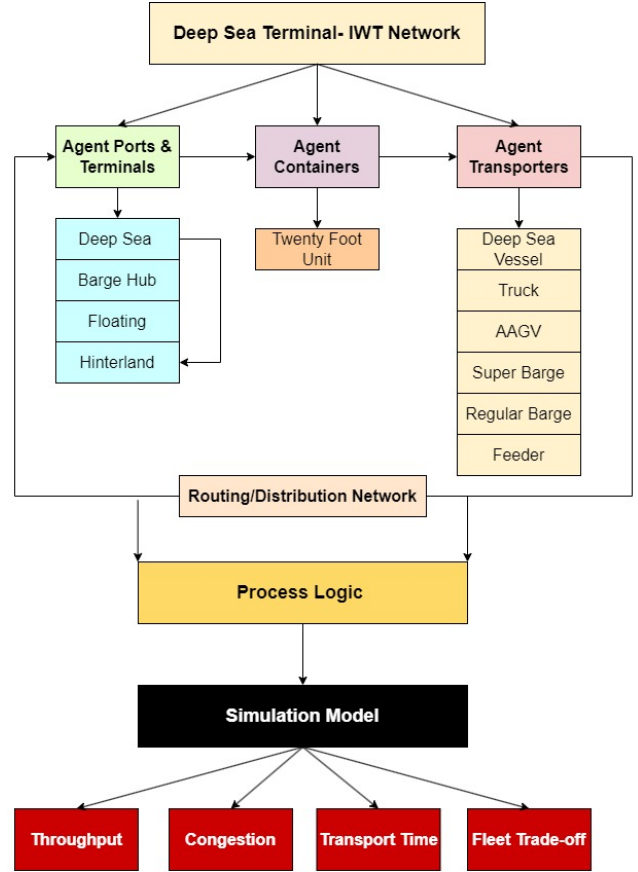 Deep Sea Terminal- IWT Network
Agent Ports &
Terminals
Agent
Containers
Agent
Transporters
Deep Sea
Barge Hub
Floating
Hinterland
Twenty Foot
Unit
Deep Sea
Vessel
Truck
AAGV
Super Barge
Regular Barge
Feeder
Routing/Distribution Network
Process Logic
Simulation Model
Throughput
Congestion
Transport Time
Fleet Trade-off